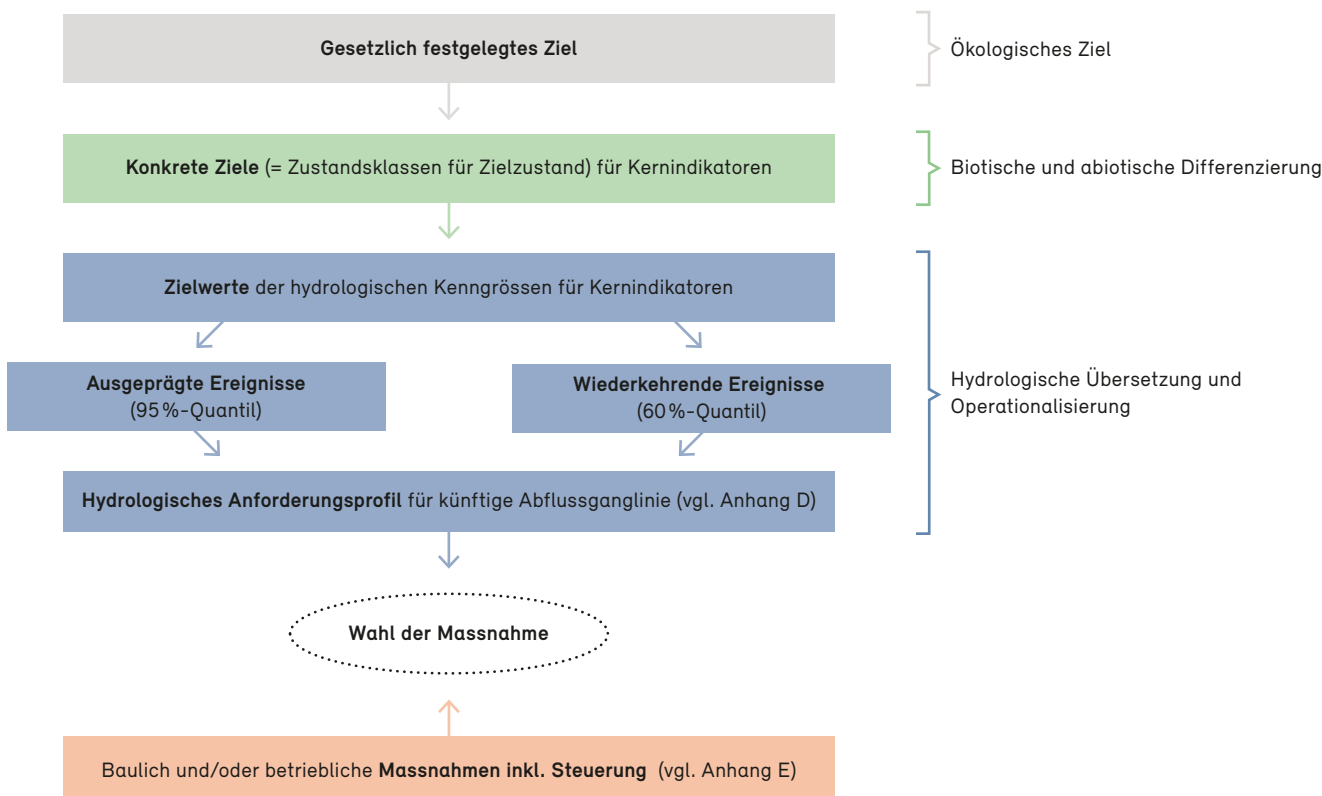 Gesetzlich festgelegtes Ziel
Ökologisches Ziel
Konkrete Ziele (= Zustandsklassen für Zielzustand) für Kernindikatoren
Biotische und abiotische Differenzierung
Zielwerte der hydrologischen Kenngrössen für Kernindikatoren
Ausgeprägte Ereignisse
(95 %-Quantil)
Wiederkehrende Ereignisse
(60 %-Quantil)
Hydrologische Übersetzung und
Operationalisierung
Hydrologisches Anforderungsprofil für künftige Abflussganglinie (vgl. Anhang D)
Wahl der Massnahme
Baulich und/oder betriebliche Massnahmen inkl. Steuerung (vgl. Anhang E)